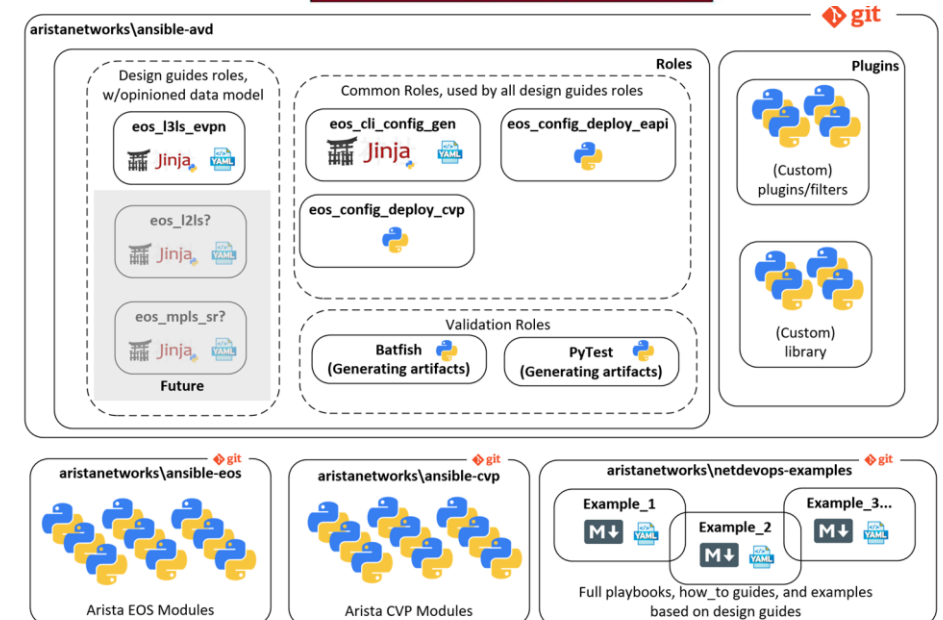 git
aristanetworks\ansible-avd
Roles
Design guides roles,
w/opinioned data model
eos_l3ls_evpn
Jinja
YAML
eos_l2ls?
Jinja
YAML
eos_mpls_sr?
Jinja
YAML
Future
Common Roles, used by all design guides roles
eos_cli_config_gen
Jinja
YAML
eos_config_deploy_eapi
eos_config_deploy_cvp
Validation Roles
Batfish
(Generating artifacts)
PyTest
(Generating artifacts)
Plugins
(Custom)
plugins/filters
(Custom)
library
git
aristanetworks\ansible-eos
Arista EOS Modules
git
aristanetworks\ansible-cvp
Arista CVP Modules
git
aristanetworks\netdevops-examples
Example_1
M
YAML
Example_2
M
YAML
Example_3...
M
YAML
Full playbooks, how_to guides, and examples
based on design guides